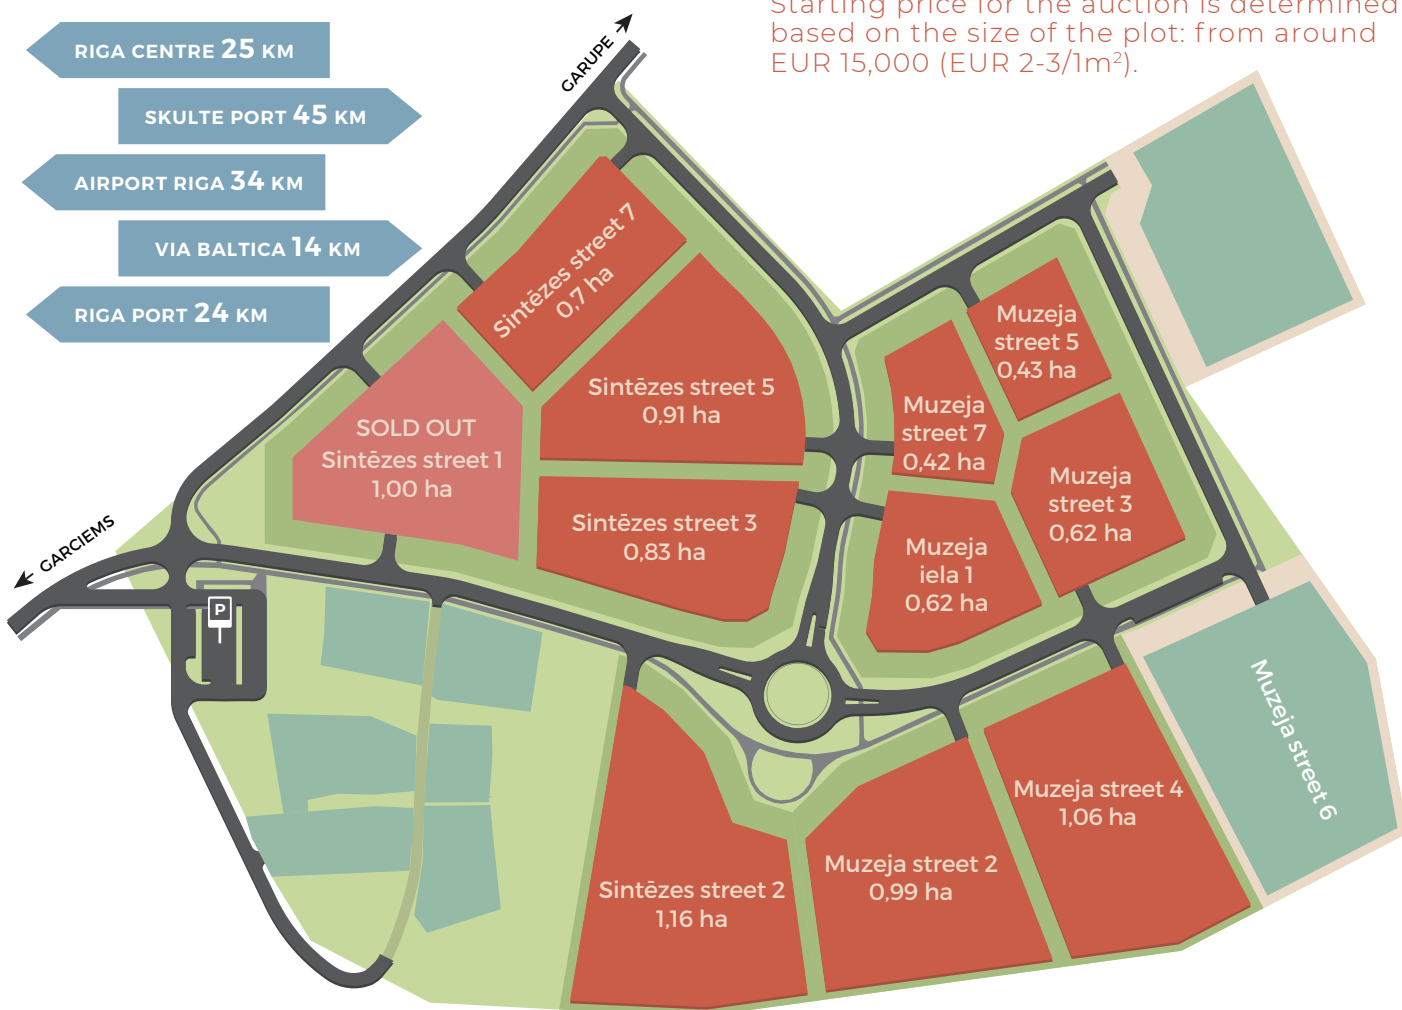 Starting price for the auction is determined
based on the size of the plot: from around
EUR 15,000 (EUR 2-3/1m²).
RIGA CENTRE 25 KM
SKULTE PORT 45 KM
AIRPORT RIGA 34 KM
VIA BALTICA 14 KM
RIGA PORT 24 KM
GARUPE
Sintēzes street 7
0,7 ha
Sintēzes street 5
0,91 ha
SOLD OUT
Sintēzes street 1
1,00 ha
Sintēzes street 3
0,83 ha
Muzeja
street 5
0,43 ha
Muzeja
street 7
0,42 ha
Muzeja
street 3
0,62 ha
Muzeja
iela 1
0,62 ha
GARCIEMS
P
Muzeja street 6
Muzeja street 4
1,06 ha
Muzeja street 2
0,99 ha
Sintēzes street 2
1,16 ha